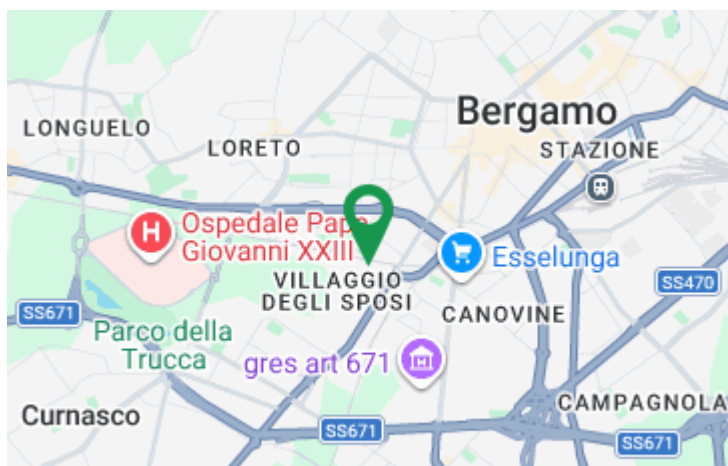 Bergamo
LONGUELO
LORETO
STAZIONE
H
Ospedale Papa
Giovanni XXIII
Esselunga
VILLAGGIO
DEGLI SPOSI
SS470
SS671
CANOVINE
Parco della
Trucca
gres art 671
CAMPAGNOLA
Curnasco
SS671
SS671